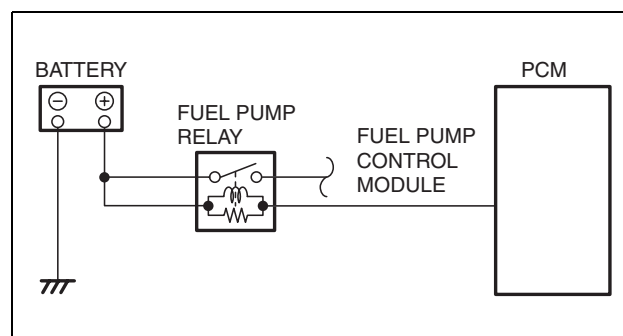 BATTERY
PCM
FUEL PUMP
RELAY
FUEL PUMP
CONTROL
MODULE